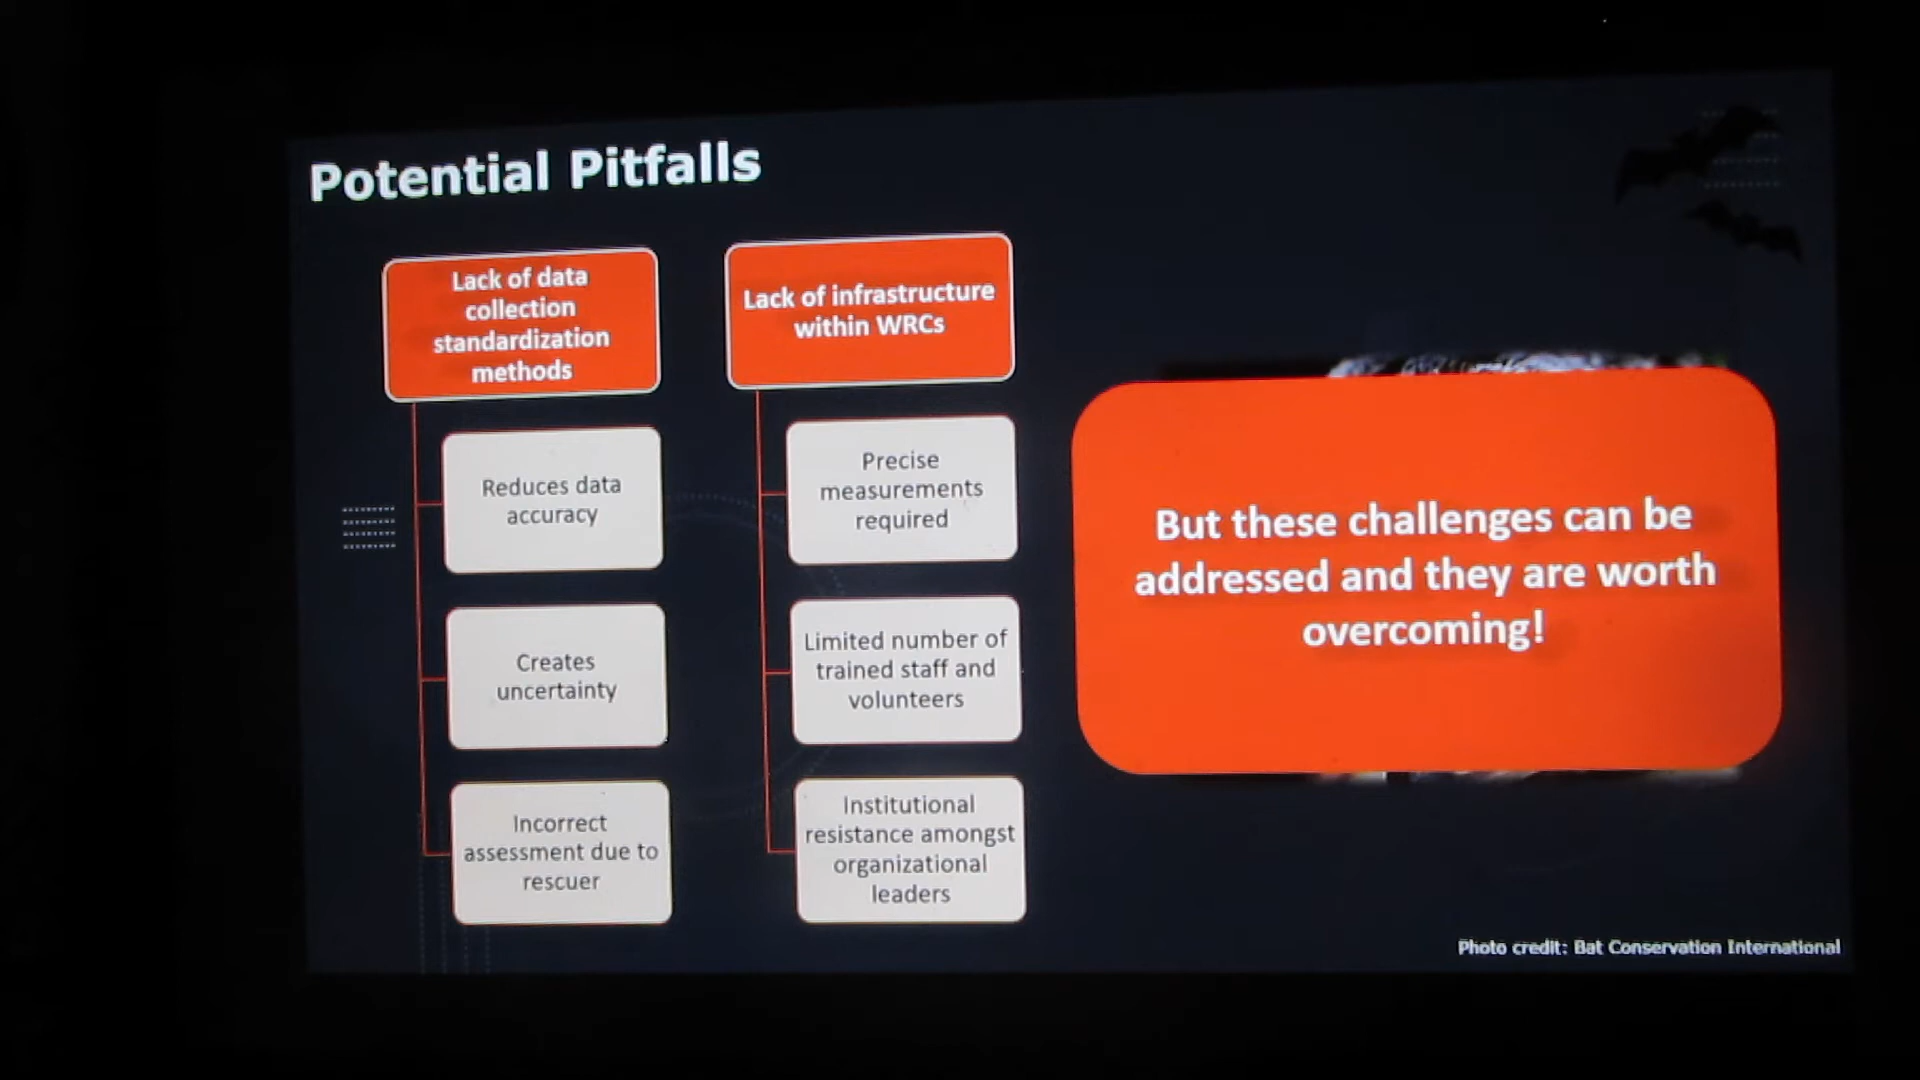 Potential Pitfalls
Lack of data
collection
standardization
methods
Reduces data
accuracy
Creates
uncertainty
Incorrect
assessment due to
rescuer
Lack of infrastructure
within WRCs
Precise
measurements
required
Limited number of
trained staff and
volunteers
Institutional
resistance amongst
organizational
leaders
But these challenges can be
addressed and they are worth
overcoming!
Photo credit: Bat Conservation International